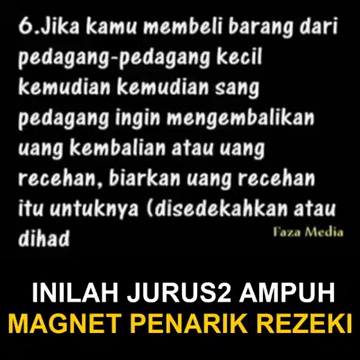 6.Jika kamu membeli barang dari
pedagang-pedagang kecil
kemudian kemudian sang
pedagang ingin mengembalikan
uang kembalian atau uang
recehan, biarkan uang recehan
itu untuknya (disedekahkan atau
dihad
Faza Media
INILAH JURUS2 AMPUH
MAGNET PENARIK REZEKI